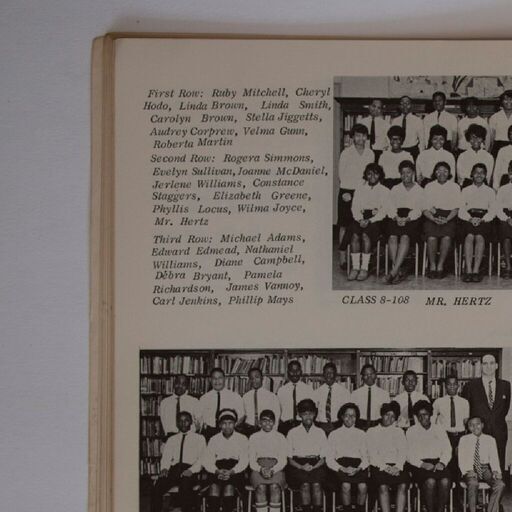 First Row: Ruby Mitchell, Cheryl
Hodo, Linda Brown, Linda Smith,
Carolyn Brown, Stella Jiggetts,
Audrey Corprew, Velma Gunn,
Roberta Martin
Second Row: Rogera Simmons,
Evelyn Sullivan, Joanne McDaniel,
Jerlene Williams, Constance
Staggers, Elizabeth Greene,
Phyllis Locus, Wilma Joyce,
Mr. Hertz
Third Row: Michael Adams,
Edward Edmead, Nathaniel
Williams, Diane Campbell,
Debra Bryant, Pamela
Richardson, James Vannoy,
Carl Jenkins, Phillip Mays
CLASS 8-108 MR. HERTZ